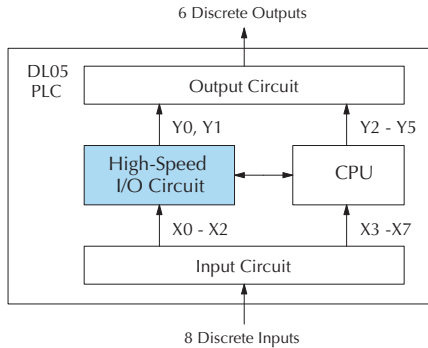 6 Discrete Outputs
DL05
PLC
Output Circuit
Y0, Y1
Y2 - Y5
High-Speed
I/O Circuit
CPU
X0 - X2
X3 -X7
Input Circuit
8 Discrete Inputs